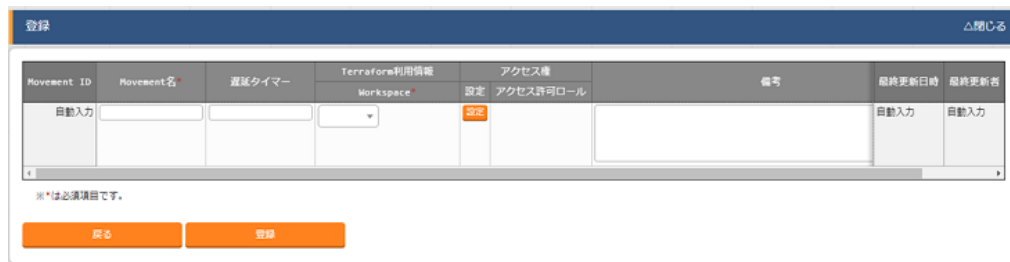 登録 △閉じる
Terraform利用情報 アクセス権
Movement ID Movement名* 遅延タイマー 備考 最終更新日時 最終更新者
Workspace* 設定 アクセス許可ロール
自動入力 設定 自動入力 自動入力
※*は必須項目です。
戻る 登録